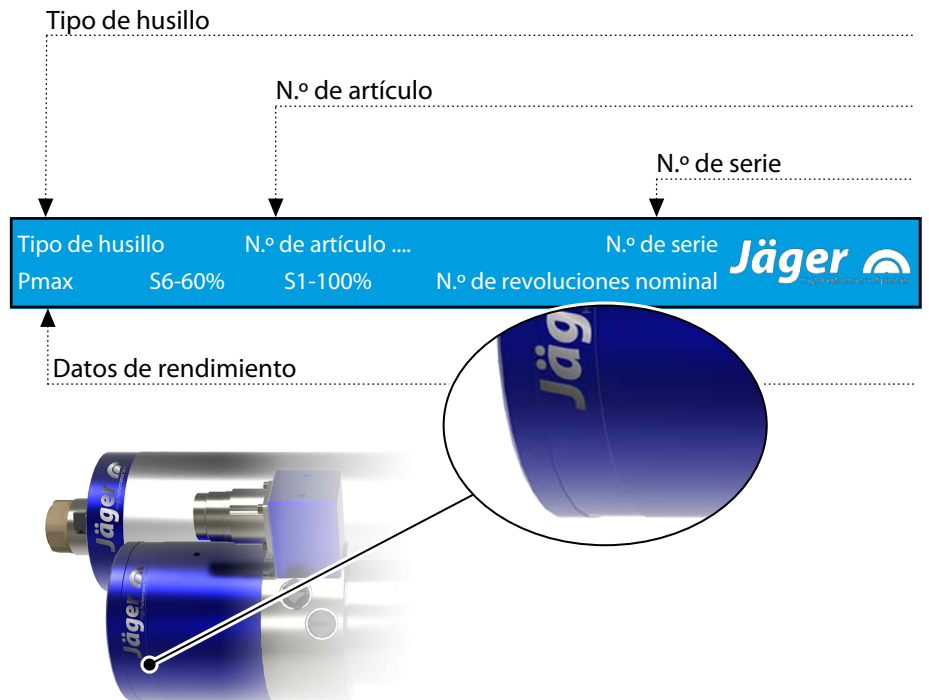 Tipo de husillo
N.º de artículo
N.º de serie
Tipo de husillo N.º de artículo .... N.º de serie
Pmax S6-60% S1-100% N.º de revoluciones nominal
Jäger
Datos de rendimiento
Jäg
Jäger
Jäger